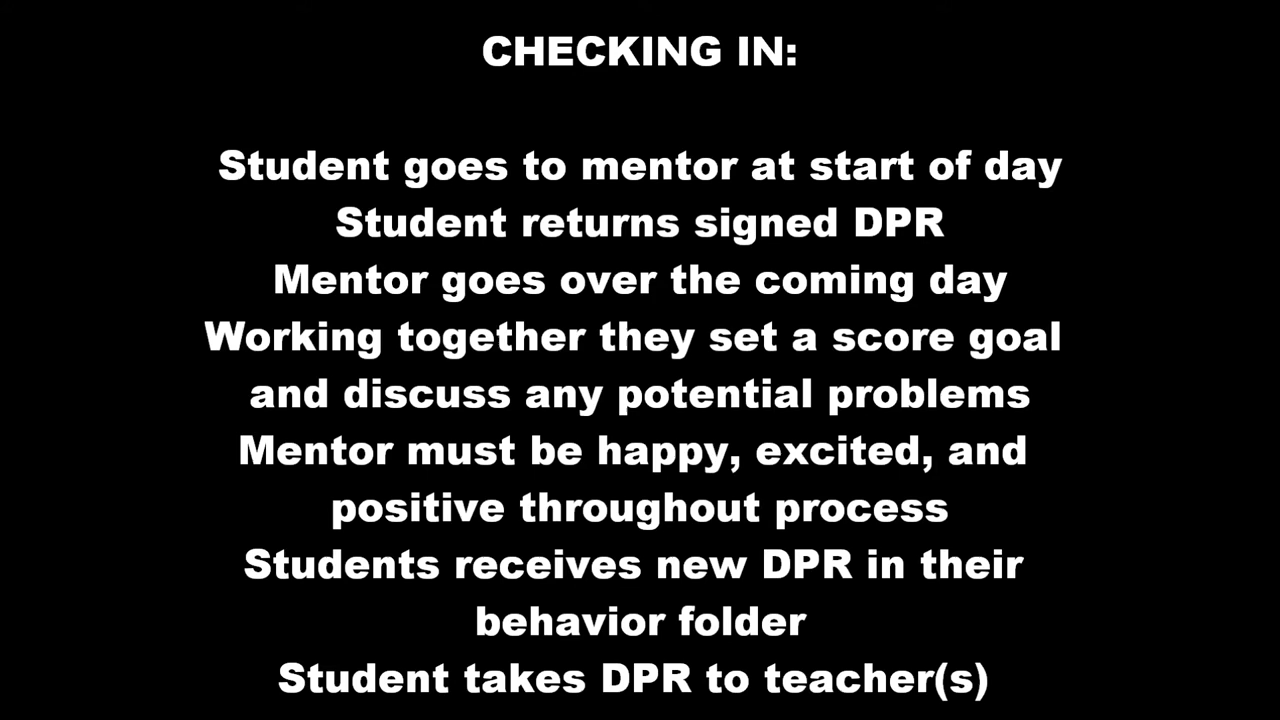 CHECKING IN:
Student goes to mentor at start of day
Student returns signed DPR
Mentor goes over the coming day
Working together they set a score goal
and discuss any potential problems
Mentor must be happy, excited, and
positive throughout process
Students receives new DPR in their
behavior folder
Student takes DPR to teacher(s)